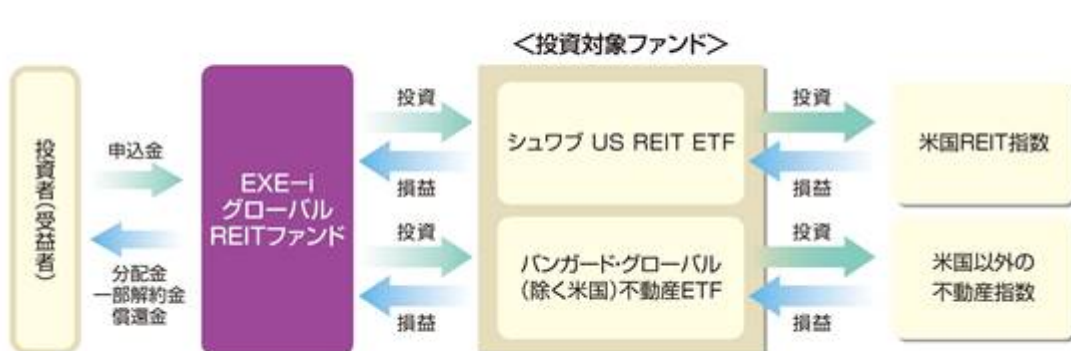 <投資対象ファンド>
投資者(受益者)
申込金
分配金
一部解約金
償還金
EXE-i
グローバル
REITファンド
投資
損益
投資
損益
シュワブ US REIT ETF
バンガード・グローバル
(除く米国)不動産ETF
投資
損益
投資
損益
米国REIT指数
米国以外の
不動産指数